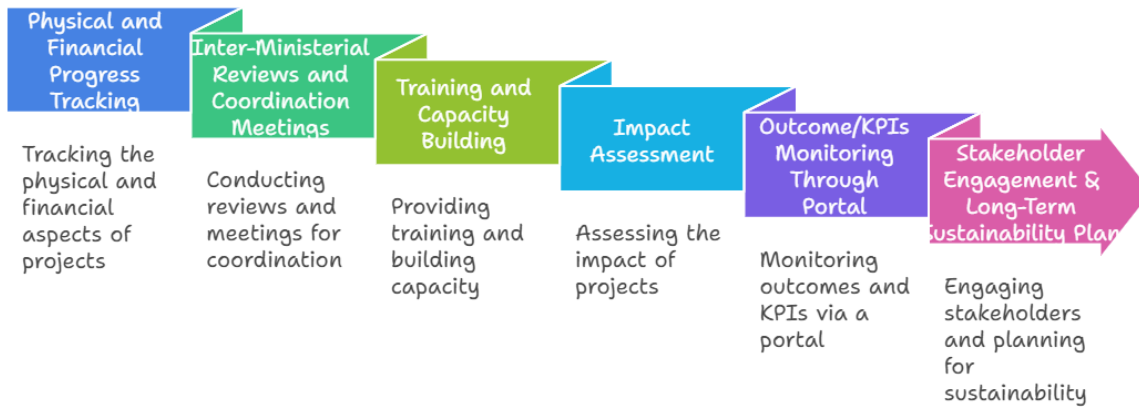 Physical and
Financial
Progress
Tracking
Tracking the
physical and
financial
aspects of
projects
Inter-Ministerial
Reviews and
Coordination
Meetings
Conducting
reviews and
meetings for
coordination
Training and
Capacity
Building
Providing
training and
building
capacity
Impact
Assessment
Assessing the
impact of
projects
Outcome/KPIs
Monitoring
Through
Portal
Monitoring
outcomes and
KPIs via a
portal
Stakeholder
Engagement &
Long-Term
Sustainability Plan
Engaging
stakeholders
and planning
for
sustainability